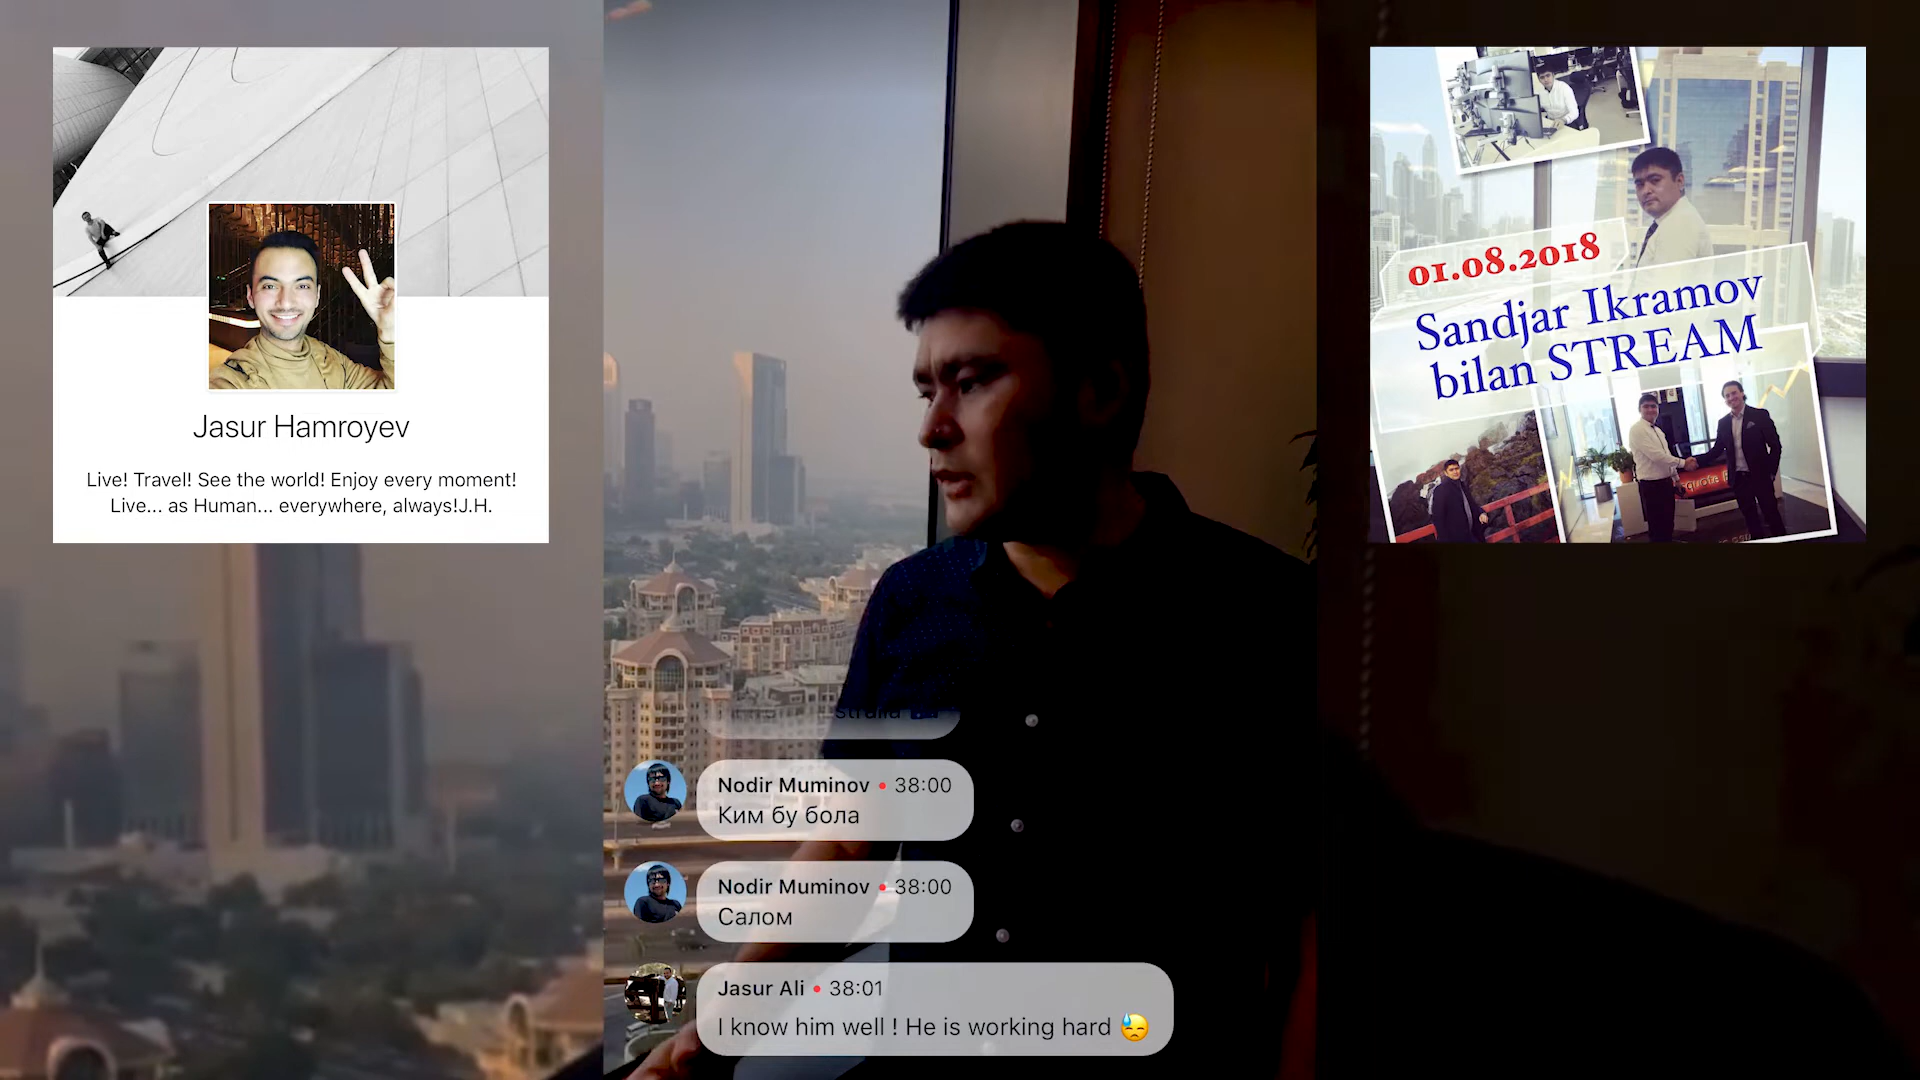 Jasur Hamroyev
Live! Travel! See the world! Enjoy every moment!
Live... as Human... everywhere, always!J.H.
01.08.2018
Sandjar Ikramov
bilan STREAM
Nodir Muminov • 38:00
Ким бу бола
Nodir Muminov • 38:00
Салом
Jasur Ali • 38:01
I know him well ! He is working hard 😓